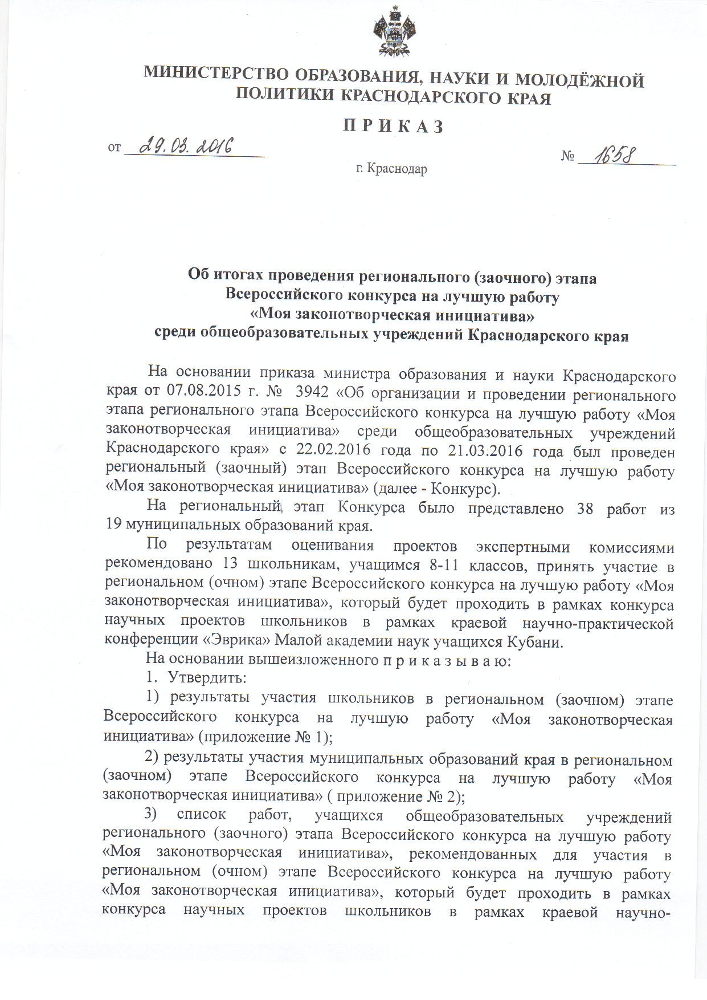 МИНИСТЕРСТВО ОБРАЗОВАНИЯ, НАУКИ И МОЛОДЁЖНОЙ
ПОЛИТИКИ КРАСНОДАРСКОГО КРАЯ
П Р И К А З
от 29.03.2016
№ 1658
г. Краснодар
Об итогах проведения регионального (заочного) этапа
Всероссийского конкурса на лучшую работу
«Моя законотворческая инициатива»
среди общеобразовательных учреждений Краснодарского края
На основании приказа министра образования и науки Краснодарского
края от 07.08.2015 г. № 3942 «Об организации и проведении регионального
этапа регионального этапа Всероссийского конкурса на лучшую работу «Моя
законотворческая инициатива» среди общеобразовательных учреждений
Краснодарского края» с 22.02.2016 года по 21.03.2016 года был проведен
региональный (заочный) этап Всероссийского конкурса на лучшую работу
«Моя законотворческая инициатива» (далее - Конкурс).
На региональный этап Конкурса было представлено 38 работ из
19 муниципальных образований края.
По результатам оценивания проектов экспертными комиссиями
рекомендовано 13 школьникам, учащимся 8-11 классов, принять участие в
региональном (очном) этапе Всероссийского конкурса на лучшую работу «Моя
законотворческая инициатива», который будет проходить в рамках конкурса
научных проектов школьников в рамках краевой научно-практической
конференции «Эврика» Малой академии наук учащихся Кубани.
На основании вышеизложенного п р и к а з ы в а ю:
1. Утвердить:
1) результаты участия школьников в региональном (заочном) этапе
Всероссийского конкурса на лучшую работу «Моя законотворческая
инициатива» (приложение № 1);
2) результаты участия муниципальных образований края в региональном
(заочном) этапе Всероссийского конкурса на лучшую работу «Моя
законотворческая инициатива» ( приложение № 2);
3) список работ, учащихся общеобразовательных учреждений
регионального (заочного) этапа Всероссийского конкурса на лучшую работу
«Моя законотворческая инициатива», рекомендованных для участия в
региональном (очном) этапе Всероссийского конкурса на лучшую работу
«Моя законотворческая инициатива», который будет проходить в рамках
конкурса научных проектов школьников в рамках краевой научно-